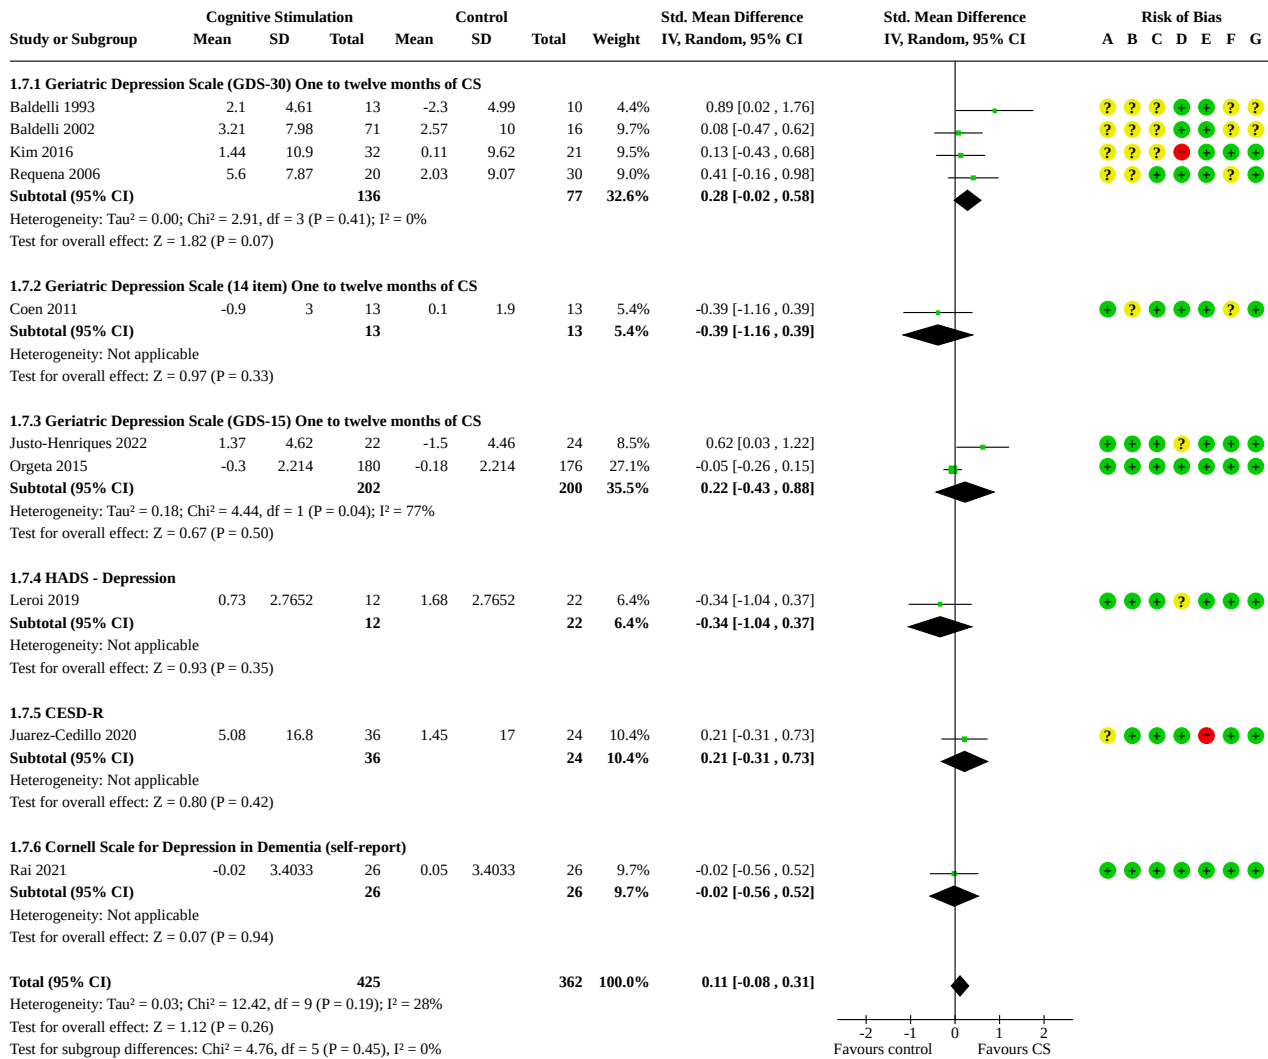 Cognitive Stimulation Control Std. Mean Difference Std. Mean Difference Risk of Bias
Study or Subgroup Mean SD Total Mean SD Total Weight IV, Random, 95% CI IV, Random, 95% CI A B C D E F G
1.7.1 Geriatric Depression Scale (GDS-30) One to twelve months of CS
Baldelli 1993 2.1 4.61 13 -2.3 4.99 10 4.4% 0.89 [0.02 , 1.76] ? ? ? + + ? ?
Baldelli 2002 3.21 7.98 71 2.57 10 16 9.7% 0.08 [-0.47 , 0.62] ? ? ? + + ? ?
Kim 2016 1.44 10.9 32 0.11 9.62 21 9.5% 0.13 [-0.43 , 0.68] ? ? ? - + + +
Requena 2006 5.6 7.87 20 2.03 9.07 30 9.0% 0.41 [-0.16 , 0.98] ? ? + + + ? +
Subtotal (95% CI) 136 77 32.6% 0.28 [-0.02 , 0.58]
Heterogeneity: Tau² = 0.00; Chi² = 2.91, df = 3 (P = 0.41); I² = 0%
Test for overall effect: Z = 1.82 (P = 0.07)
1.7.2 Geriatric Depression Scale (14 item) One to twelve months of CS
Coen 2011 -0.9 3 13 0.1 1.9 13 5.4% -0.39 [-1.16 , 0.39] + ? + + + ? +
Subtotal (95% CI) 13 13 5.4% -0.39 [-1.16 , 0.39]
Heterogeneity: Not applicable
Test for overall effect: Z = 0.97 (P = 0.33)
1.7.3 Geriatric Depression Scale (GDS-15) One to twelve months of CS
Justo-Henriques 2022 1.37 4.62 22 -1.5 4.46 24 8.5% 0.62 [0.03 , 1.22] + + + ? + + +
Orgeta 2015 -0.3 2.214 180 -0.18 2.214 176 27.1% -0.05 [-0.26 , 0.15] + + + + + + +
Subtotal (95% CI) 202 200 35.5% 0.22 [-0.43 , 0.88]
Heterogeneity: Tau² = 0.18; Chi² = 4.44, df = 1 (P = 0.04); I² = 77%
Test for overall effect: Z = 0.67 (P = 0.50)
1.7.4 HADS - Depression
Leroi 2019 0.73 2.7652 12 1.68 2.7652 22 6.4% -0.34 [-1.04 , 0.37] + + + ? + + +
Subtotal (95% CI) 12 22 6.4% -0.34 [-1.04 , 0.37]
Heterogeneity: Not applicable
Test for overall effect: Z = 0.93 (P = 0.35)
1.7.5 CESD-R
Juarez-Cedillo 2020 5.08 16.8 36 1.45 17 24 10.4% 0.21 [-0.31 , 0.73] ? + + + - + +
Subtotal (95% CI) 36 24 10.4% 0.21 [-0.31 , 0.73]
Heterogeneity: Not applicable
Test for overall effect: Z = 0.80 (P = 0.42)
1.7.6 Cornell Scale for Depression in Dementia (self-report)
Rai 2021 -0.02 3.4033 26 0.05 3.4033 26 9.7% -0.02 [-0.56 , 0.52] + + + + + + +
Subtotal (95% CI) 26 26 9.7% -0.02 [-0.56 , 0.52]
Heterogeneity: Not applicable
Test for overall effect: Z = 0.07 (P = 0.94)
Total (95% CI) 425 362 100.0% 0.11 [-0.08 , 0.31]
Heterogeneity: Tau² = 0.03; Chi² = 12.42, df = 9 (P = 0.19); I² = 28%
Test for overall effect: Z = 1.12 (P = 0.26)
-2 -1 0 1 2
Test for subgroup differences: Chi² = 4.76, df = 5 (P = 0.45), I² = 0% Favours control Favours CS